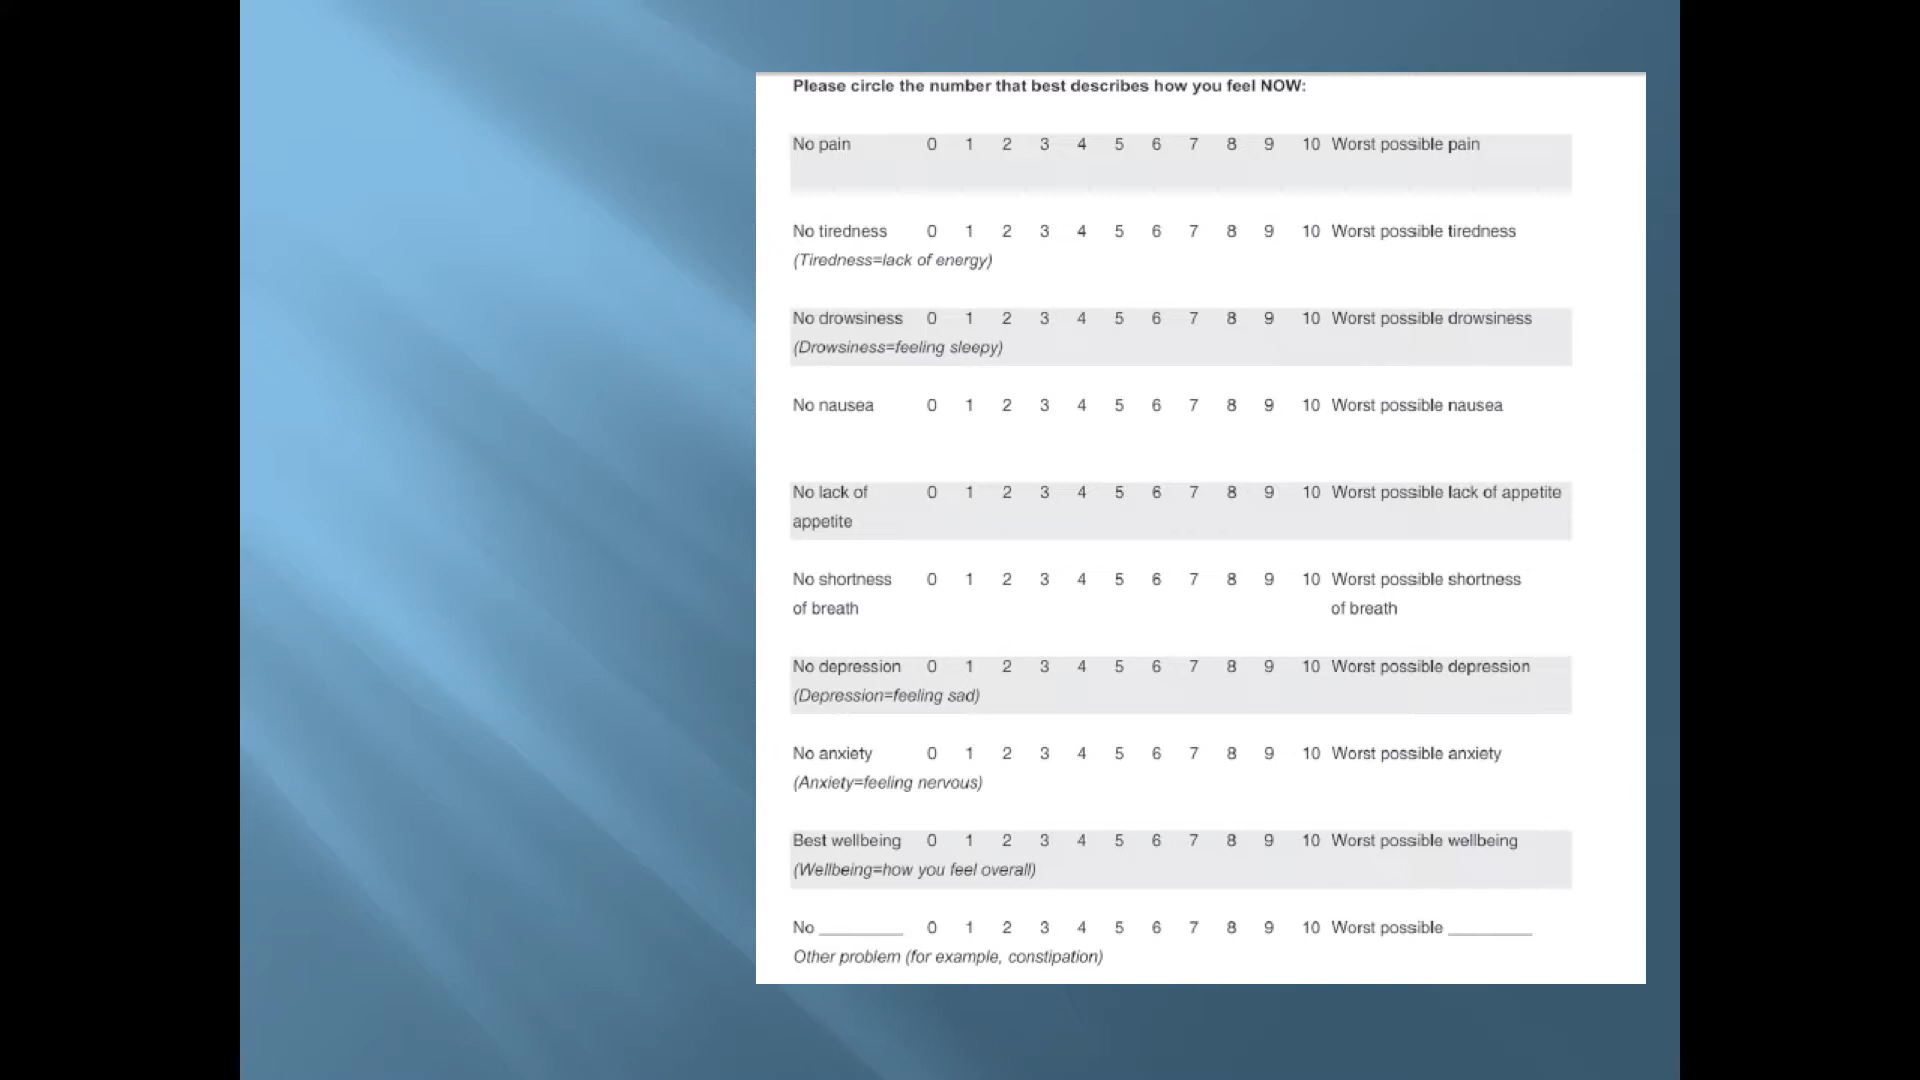 Please circle the number that best describes how you feel NOW:
No pain 0 1 2 3 4 5 6 7 8 9 10 Worst possible pain
No tiredness 0 1 2 3 4 5 6 7 8 9 10 Worst possible tiredness
(Tiredness=lack of energy)
No drowsiness 0 1 2 3 4 5 6 7 8 9 10 Worst possible drowsiness
(Drowsiness=feeling sleepy)
No nausea 0 1 2 3 4 5 6 7 8 9 10 Worst possible nausea
No lack of 0 1 2 3 4 5 6 7 8 9 10 Worst possible lack of appetite
appetite
No shortness 0 1 2 3 4 5 6 7 8 9 10 Worst possible shortness
of breath of breath
No depression 0 1 2 3 4 5 6 7 8 9 10 Worst possible depression
(Depression=feeling sad)
No anxiety 0 1 2 3 4 5 6 7 8 9 10 Worst possible anxiety
(Anxiety=feeling nervous)
Best wellbeing 0 1 2 3 4 5 6 7 8 9 10 Worst possible wellbeing
(Wellbeing=how you feel overall)
No _________ 0 1 2 3 4 5 6 7 8 9 10 Worst possible _________
Other problem (for example, constipation)